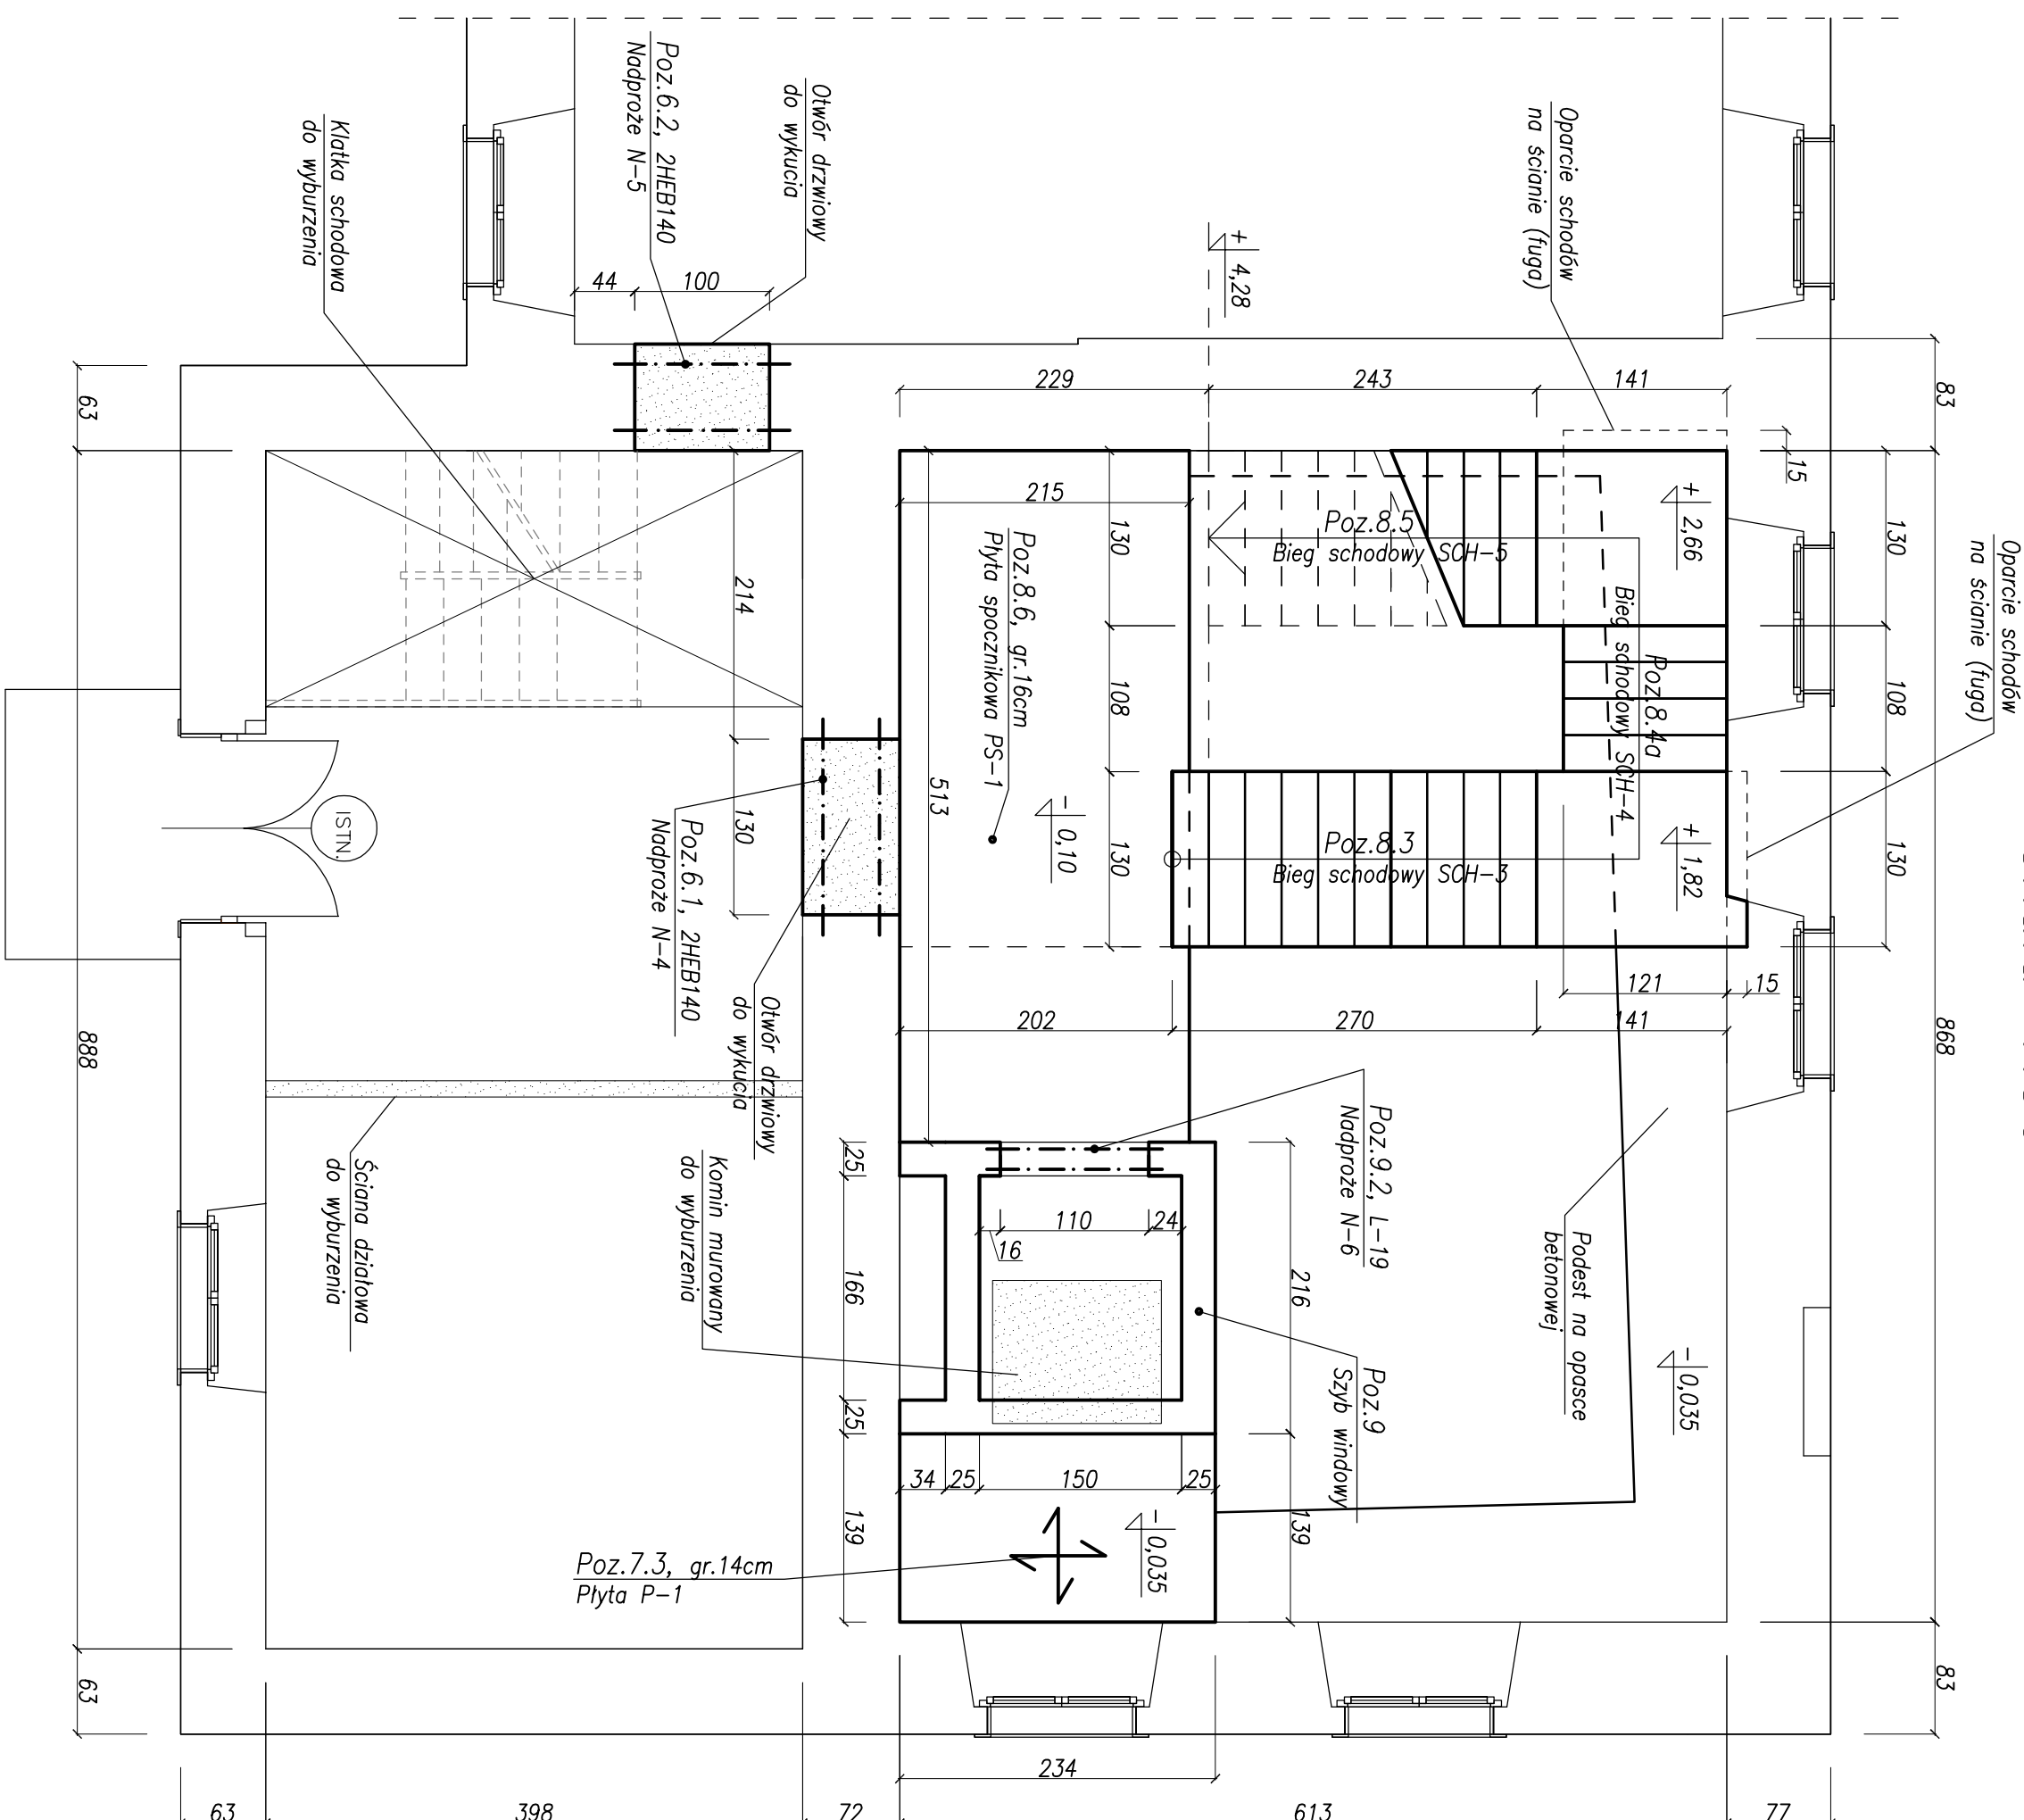 Poz.6.2, 2HEB140
Nadproże N-5
Otwór drzwiowy
do wykucia
Klatka schodowa
do wyburzenia
Oparcie schodów
na ścianie (fuga)
+ 4,28
44
100
229
243
141
83
63
15
Oparcie schodów
na ścianie (fuga)
215
130
Poz.8.5
Bieg schodowy SCH-5
+ 2,66
130
Poz.8.6, gr.16cm
Płyta spocznikowa PS-1
214
108
Poz.8.4a
Bieg schodowy SCH-4
108
513
- 0,10
130
Poz.8.3
Bieg schodowy SCH-3
+ 1,82
130
130
ISTN.
Poz.6.1, 2HEB140
Nadproże N-4
Otwór drzwiowy
do wykucia
121
15
202
270
141
888
868
Poz.9.2, L-19
Nadproże N-6
25
110
24
16
166
216
Podest na opasce
betonowej
- 0,035
Ściana działowa
do wyburzenia
Komin murowany
do wyburzenia
Poz.9
Szyb windowy
25
34
25
150
25
139
139
- 0,035
Poz.7.3, gr.14cm
Płyta P-1
63
83
234
63
398
72
613
77